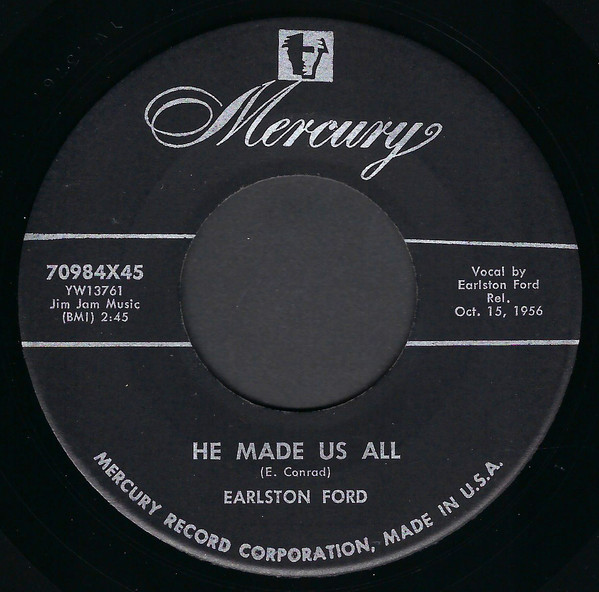 Mercury
70984X45
YW13761
Jim Jam Music
(BMI) 2:45
Vocal by
Earlston Ford
Rel.
Oct. 15, 1956
HE MADE US ALL
(E. Conrad)
EARLSTON FORD
MERCURY RECORD CORPORATION, MADE IN U.S.A.